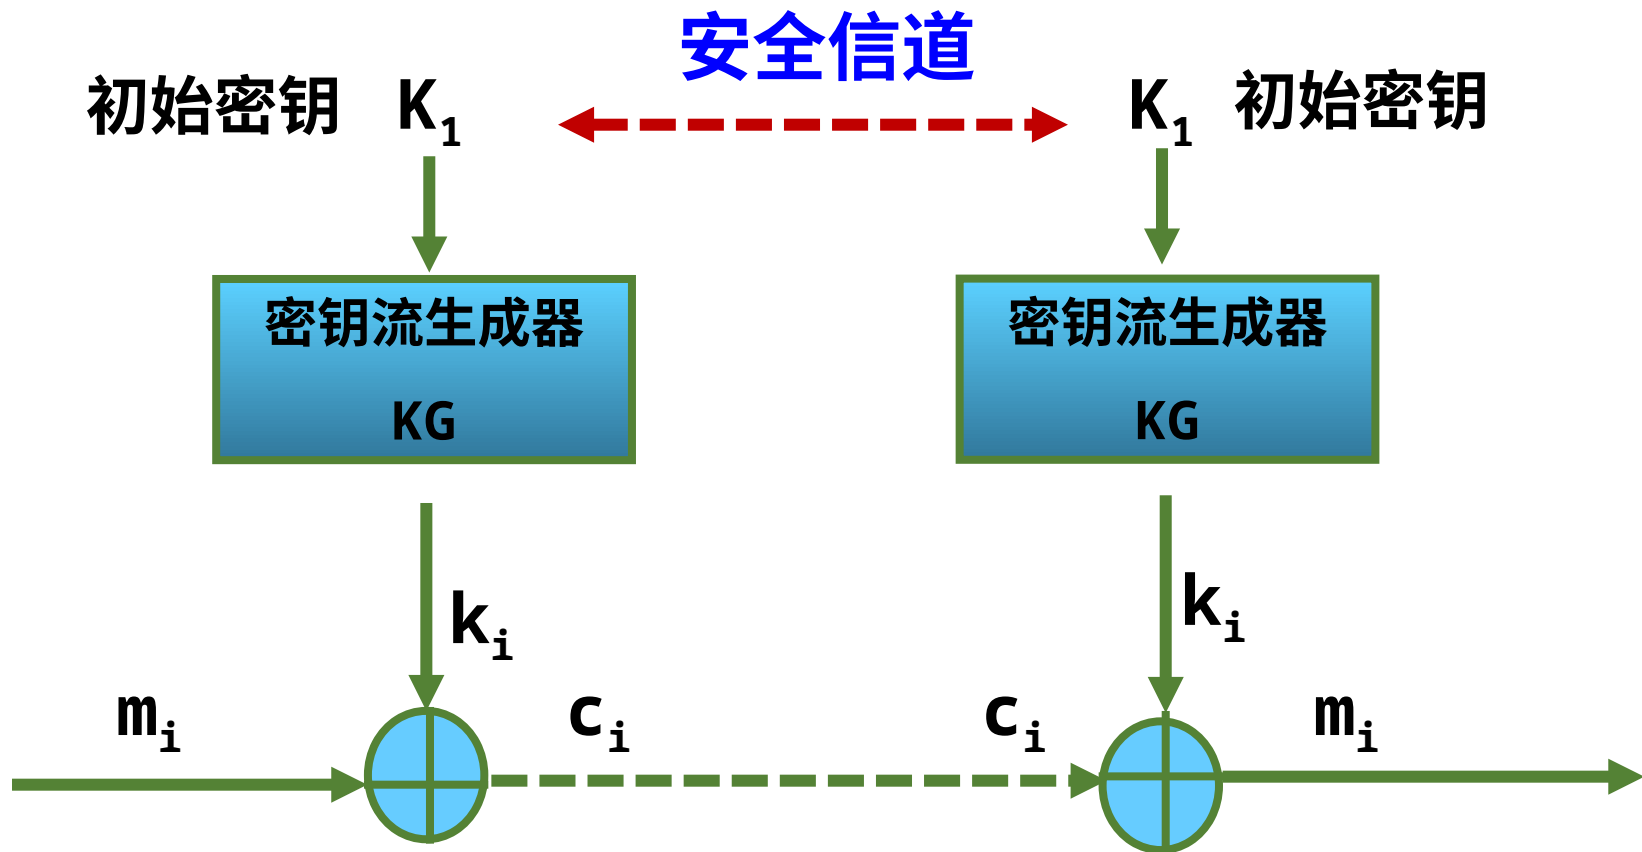 安全信道
初始密钥 K₁
K₁ 初始密钥
密钥流生成器
KG
密钥流生成器
KG
kᵢ
kᵢ
mᵢ
cᵢ
cᵢ
mᵢ